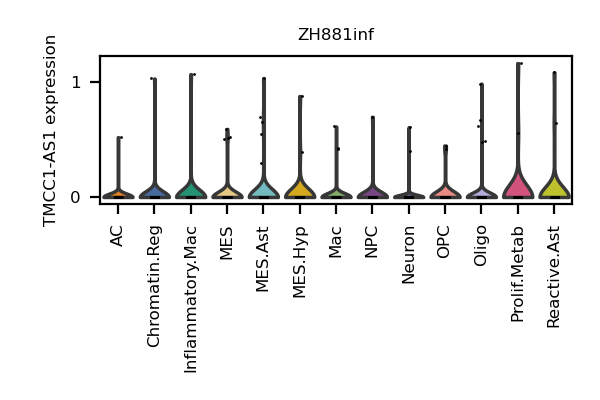 ZH881inf
TMCC1-AS1 expression
1
0
AC
Chromatin.Reg
Inflammatory.Mac
MES
MES.Ast
MES.Hyp
Mac
NPC
Neuron
OPC
Oligo
Prolif.Metab
Reactive.Ast